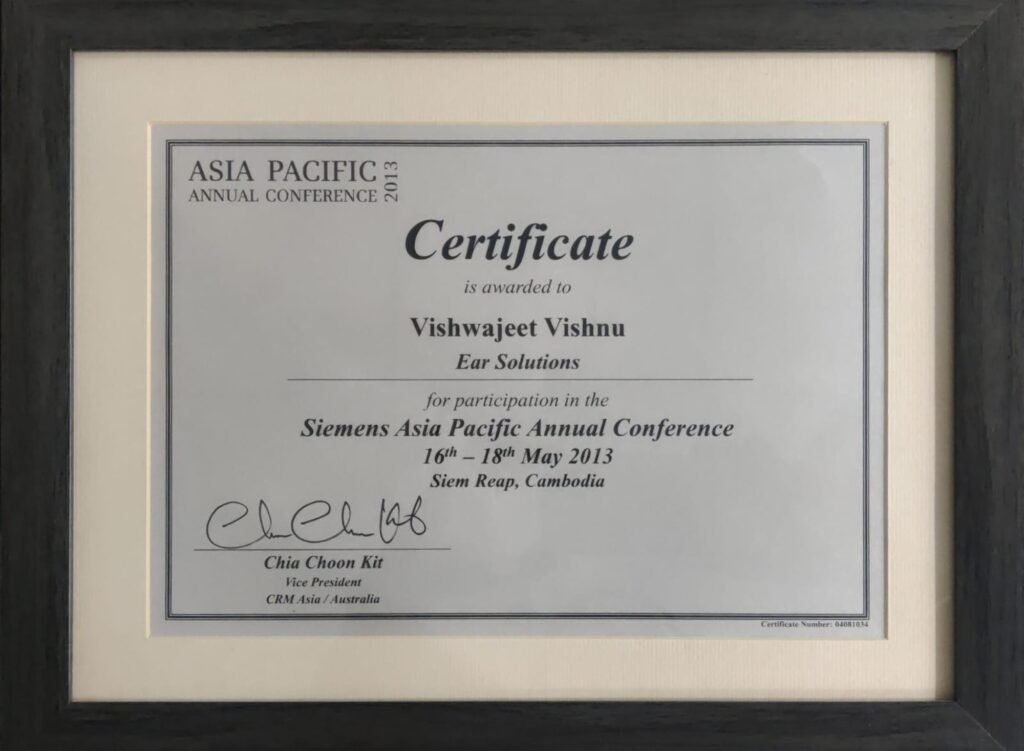 ASIA PACIFIC 2013
ANNUAL CONFERENCE
Certificate
is awarded to
Vishwajeet Vishnu
Ear Solutions
for participation in the
Siemens Asia Pacific Annual Conference
16th – 18th May 2013
Siem Reap, Cambodia
Chia Choon Kit
Vice President
CRM Asia / Australia
Certificate Number: 04081034